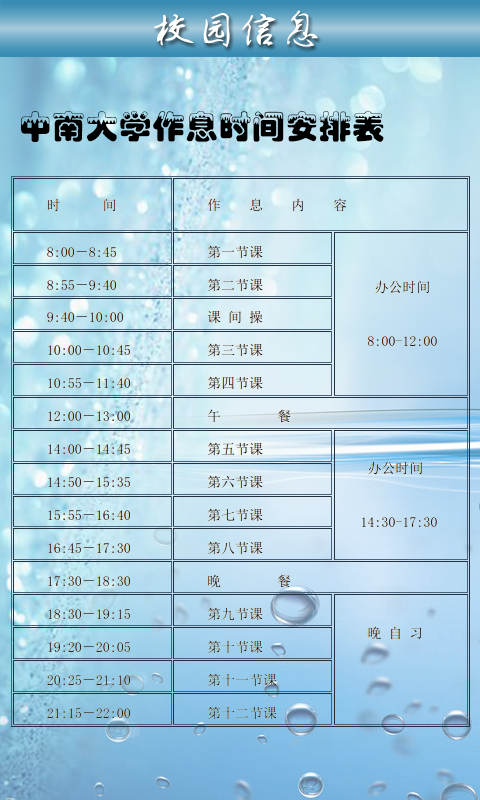 校园信息
中南大学作息时间安排表
时 间 作 息 内 容
8:00—8:45 第一节课
8:55—9:40 第二节课
办公时间
9:40—10:00 课 间 操
10:00—10:45 第三节课
8:00-12:00
10:55—11:40 第四节课
12:00—13:00 午 餐
14:00—14:45 第五节课
办公时间
14:50—15:35 第六节课
15:55—16:40 第七节课
14:30-17:30
16:45—17:30 第八节课
17:30—18:30 晚 餐
18:30—19:15 第九节课
晚 自 习
19:20—20:05 第十节课
20:25—21:10 第十一节课
21:15—22:00 第十二节课